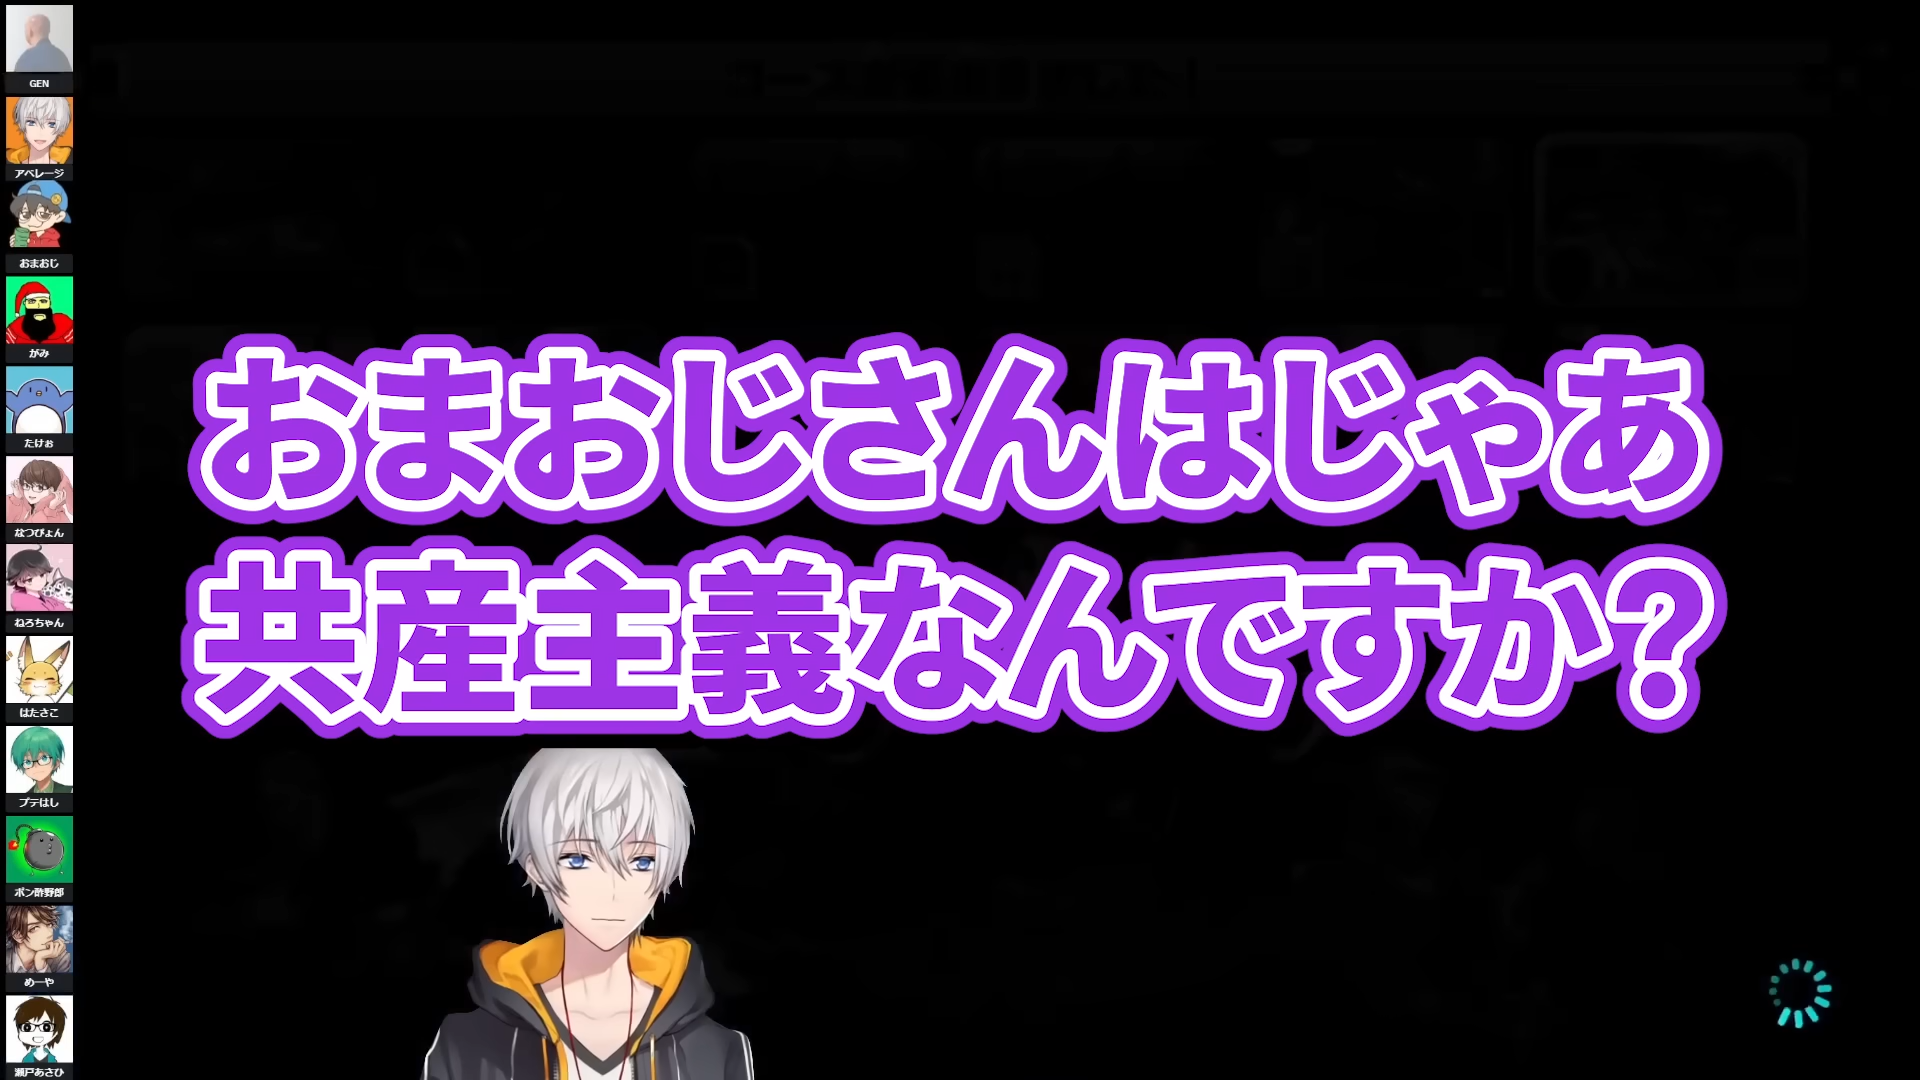 GEN
アベレージ
おまおじ
がみ
たけぉ
なつぴょん
ねろちゃん
はたさこ
プテはし
ポン酢野郎
めーや
瀬戸あさひ
おまおじさんはじゃあ
共産主義なんですか?